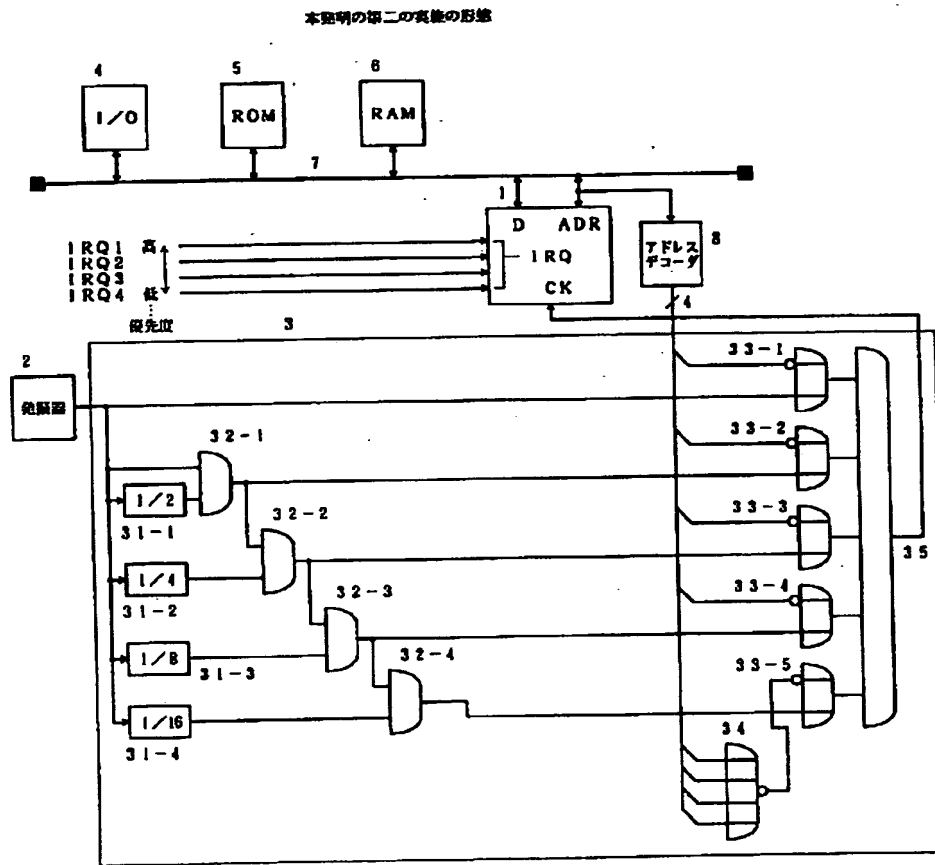 本発明の第二の実施の形態
4
5
6
I/O
ROM
RAM
7
1
D ADR
IRQ
CK
アドレス
デコーダ
8
4
IRQ1 高
IRQ2
IRQ3
IRQ4 低
優先度
3
2
発振器
33-1
32-1
33-2
1/2
31-1
32-2
33-3
35
1/4
31-2
32-3
33-4
1/8
31-3
32-4
33-5
1/16
31-4
34